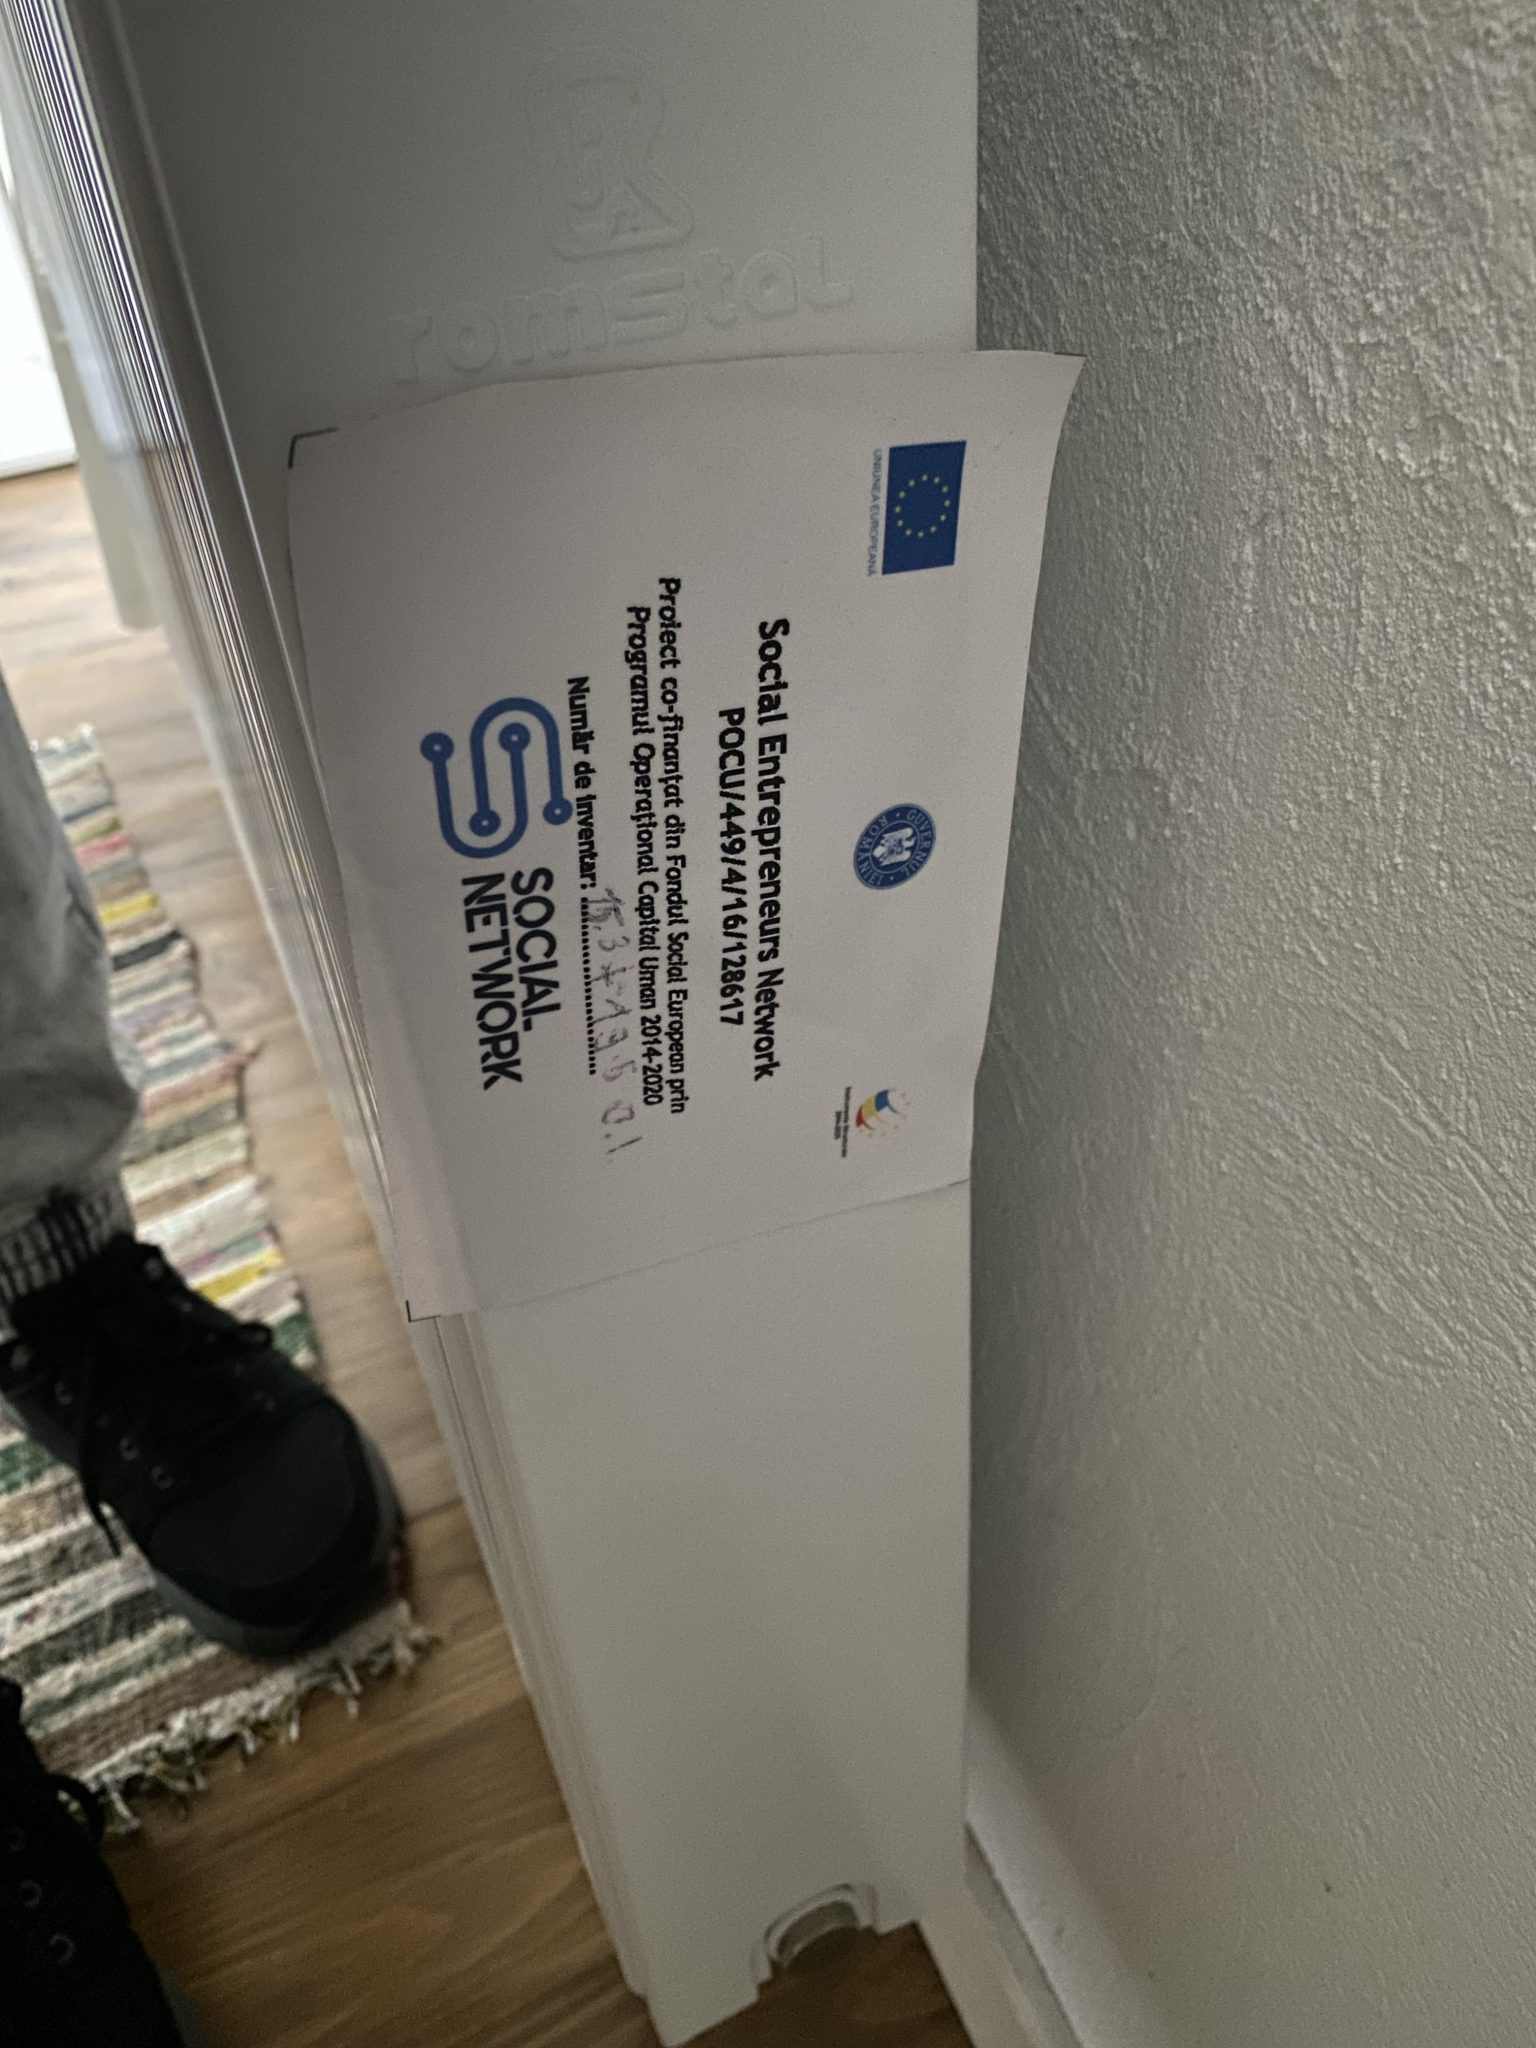 romstal
UNIUNEA EUROPEANĂ
GUVERNUL ROMÂNIEI
Social Entrepreneurs Network
POCU/449/4/16/128617
Proiect co-finanțat din Fondul Social European prin
Programul Operațional Capital Uman 2014-2020
Număr de inventar:
SOCIAL
NETWORK